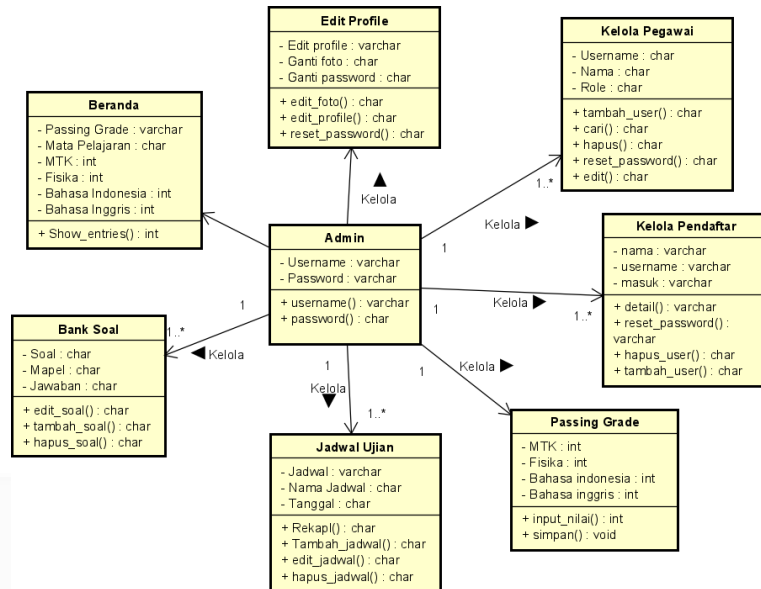 Edit Profile
- Edit profile : varchar
- Ganti foto : char
- Ganti password : char
+ edit_foto() : char
+ edit_profile() : char
+ reset_password() : char
Kelola Pegawai
- Username : char
- Nama : char
- Role : char
+ tambah_user() : char
+ cari() : char
+ hapus() : char
+ reset_password() : char
+ edit() : char
Beranda
- Passing Grade : varchar
- Mata Pelajaran : char
- MTK : int
- Fisika : int
- Bahasa Indonesia : int
- Bahasa Inggris : int
+ Show_entries() : int
Kelola
1..*
Kelola
1
Admin
- Username : varchar
- Password : varchar
+ username() : varchar
+ password() : char
Kelola Pendaftar
- nama : varchar
- username : varchar
- masuk : varchar
+ detail() : varchar
+ reset_password() :
varchar
+ hapus_user() : char
+ tambah_user() : char
Kelola
1
1..*
Bank Soal
- Soal : char
- Mapel : char
- Jawaban : char
+ edit_soal() : char
+ tambah_soal() : char
+ hapus_soal() : char
1
1..*
Kelola
1
Kelola
1..*
1
Kelola
Jadwal Ujian
- Jadwal : varchar
- Nama Jadwal : char
- Tanggal : char
+ Rekapl() : char
+ Tambah_jadwal() : char
+ edit_jadwal() : char
+ hapus_jadwal() : char
Passing Grade
- MTK : int
- Fisika : int
- Bahasa indonesia : int
- Bahasa inggris : int
+ input_nilai() : int
+ simpan() : void